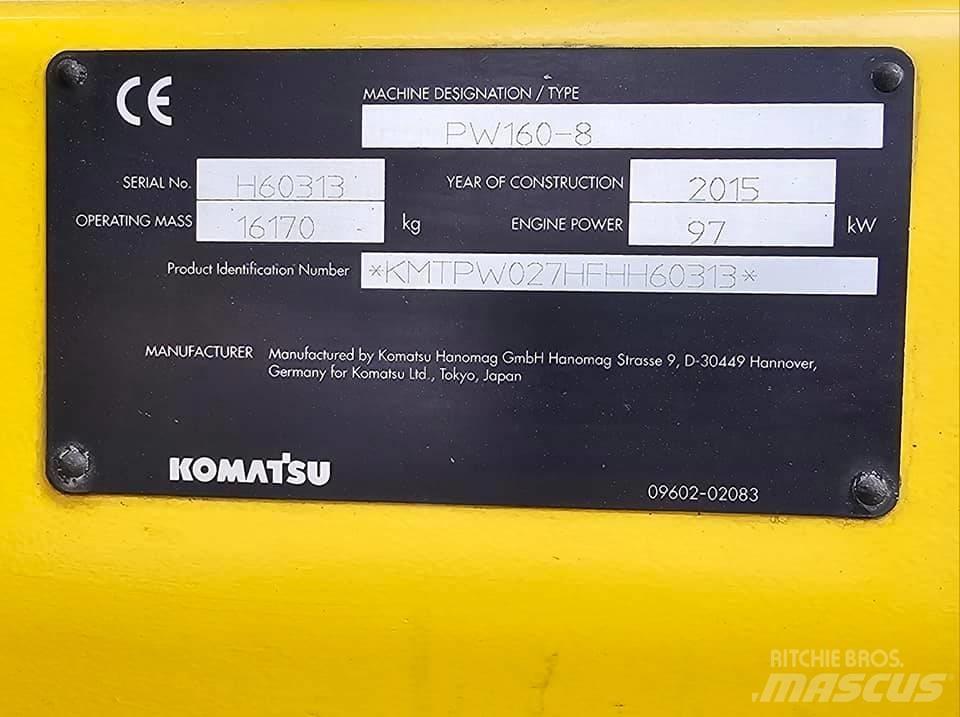 CE
MACHINE DESIGNATION / TYPE
PW160-8
SERIAL No. H60313 YEAR OF CONSTRUCTION 2015
OPERATING MASS 16170 kg ENGINE POWER 97 kW
Product Identification Number *KMTPW027HFHH60313*
MANUFACTURER Manufactured by Komatsu Hanomag GmbH Hanomag Strasse 9, D-30449 Hannover,
Germany for Komatsu Ltd., Tokyo, Japan
KOMATSU
09602-02083
RITCHIE BROS.
MASCUS